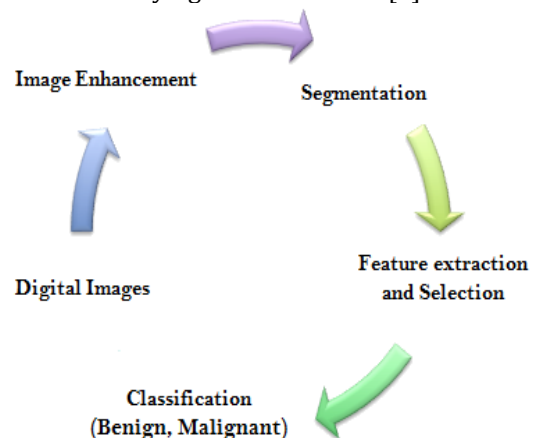 Image Enhancement
Segmentation
Feature extraction
and Selection
Digital Images
Classification
(Benign, Malignant)